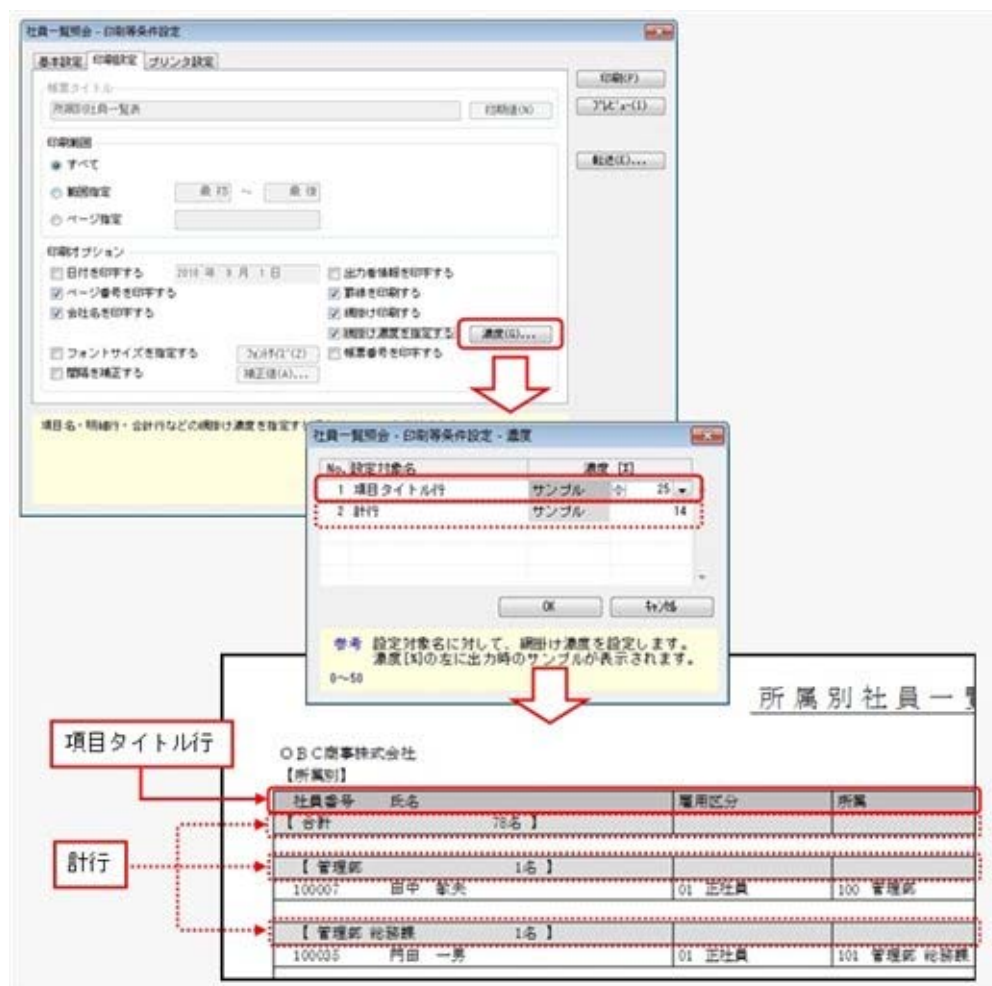 社員一覧照会 - 印刷等条件設定
基本設定 印刷設定 プリンタ設定
帳票タイトル
所属別社員一覧表
印刷(P)
ﾌﾟﾚﾋﾞｭｰ(I)
転送(E)...
印刷範囲
すべて
範囲指定 最初 ～ 最後
ページ指定
印刷オプション
日付を印字する 出力者情報を印字する
ページ番号を印字する 罫線を印刷する
会社名を印字する 網掛け印刷する
網掛け濃度を指定する 濃度(G)...
フォントサイズを指定する 帳票番号を印字する
間隔を補正する 補正値(A)...
項目名・明細行・合計行などの網掛け濃度を指定す
社員一覧照会 - 印刷等条件設定 - 濃度
No. 設定対象名 濃度 [%]
1 項目タイトル行 サンプル 25
2 計行 サンプル 14
OK ｷｬﾝｾﾙ
参考 設定対象名に対して、網掛け濃度を設定します。
濃度[%]の左に出力時のサンプルが表示されます。
0～50
所属別社員一覧
項目タイトル行
ＯＢＣ商事株式会社
【所属別】
社員番号 氏名 雇用区分 所属
【 合計 78名 】
計行
【 管理部 1名 】
100007 田中 敏夫 01 正社員 100 管理部
【 管理部 総務課 1名 】
100035 門田 一男 01 正社員 101 管理部 総務課